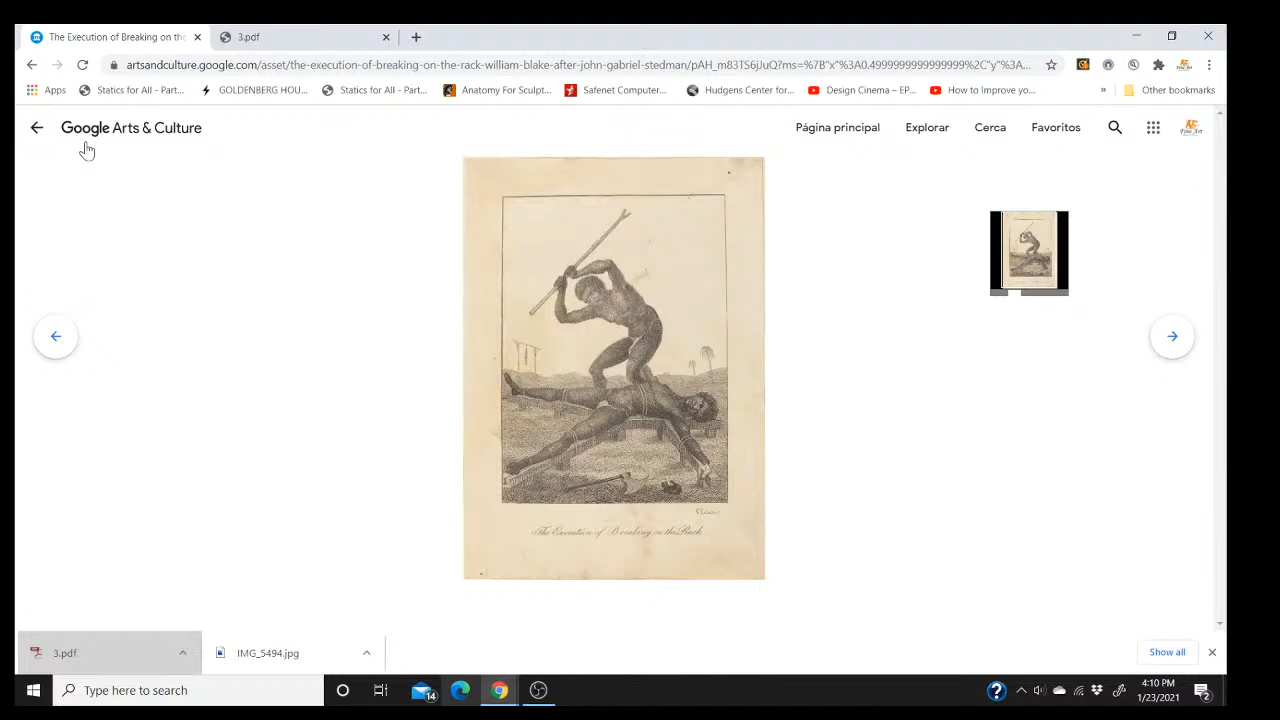 The Execution of Breaking on the
3.pdf
artsandculture.google.com/asset/the-execution-of-breaking-on-the-rack-william-blake-after-john-gabriel-stedman/pAH_m83TS6jJuQ?ms=%7B"x"%3A0.4999999999999999%2C"y"%3A...
Apps
Statics for All - Part...
GOLDENBERG HOU...
Statics for All - Part...
Anatomy For Sculpt...
Safenet Computer...
Hudgens Center for...
Design Cinema – EP...
How to Improve yo...
»
Other bookmarks
Google Arts & Culture
Página principal
Explorar
Cerca
Favoritos
The Execution of Breaking on the Rack
3.pdf
IMG_5494.jpg
Show all
Type here to search
14
4:10 PM
1/23/2021
2